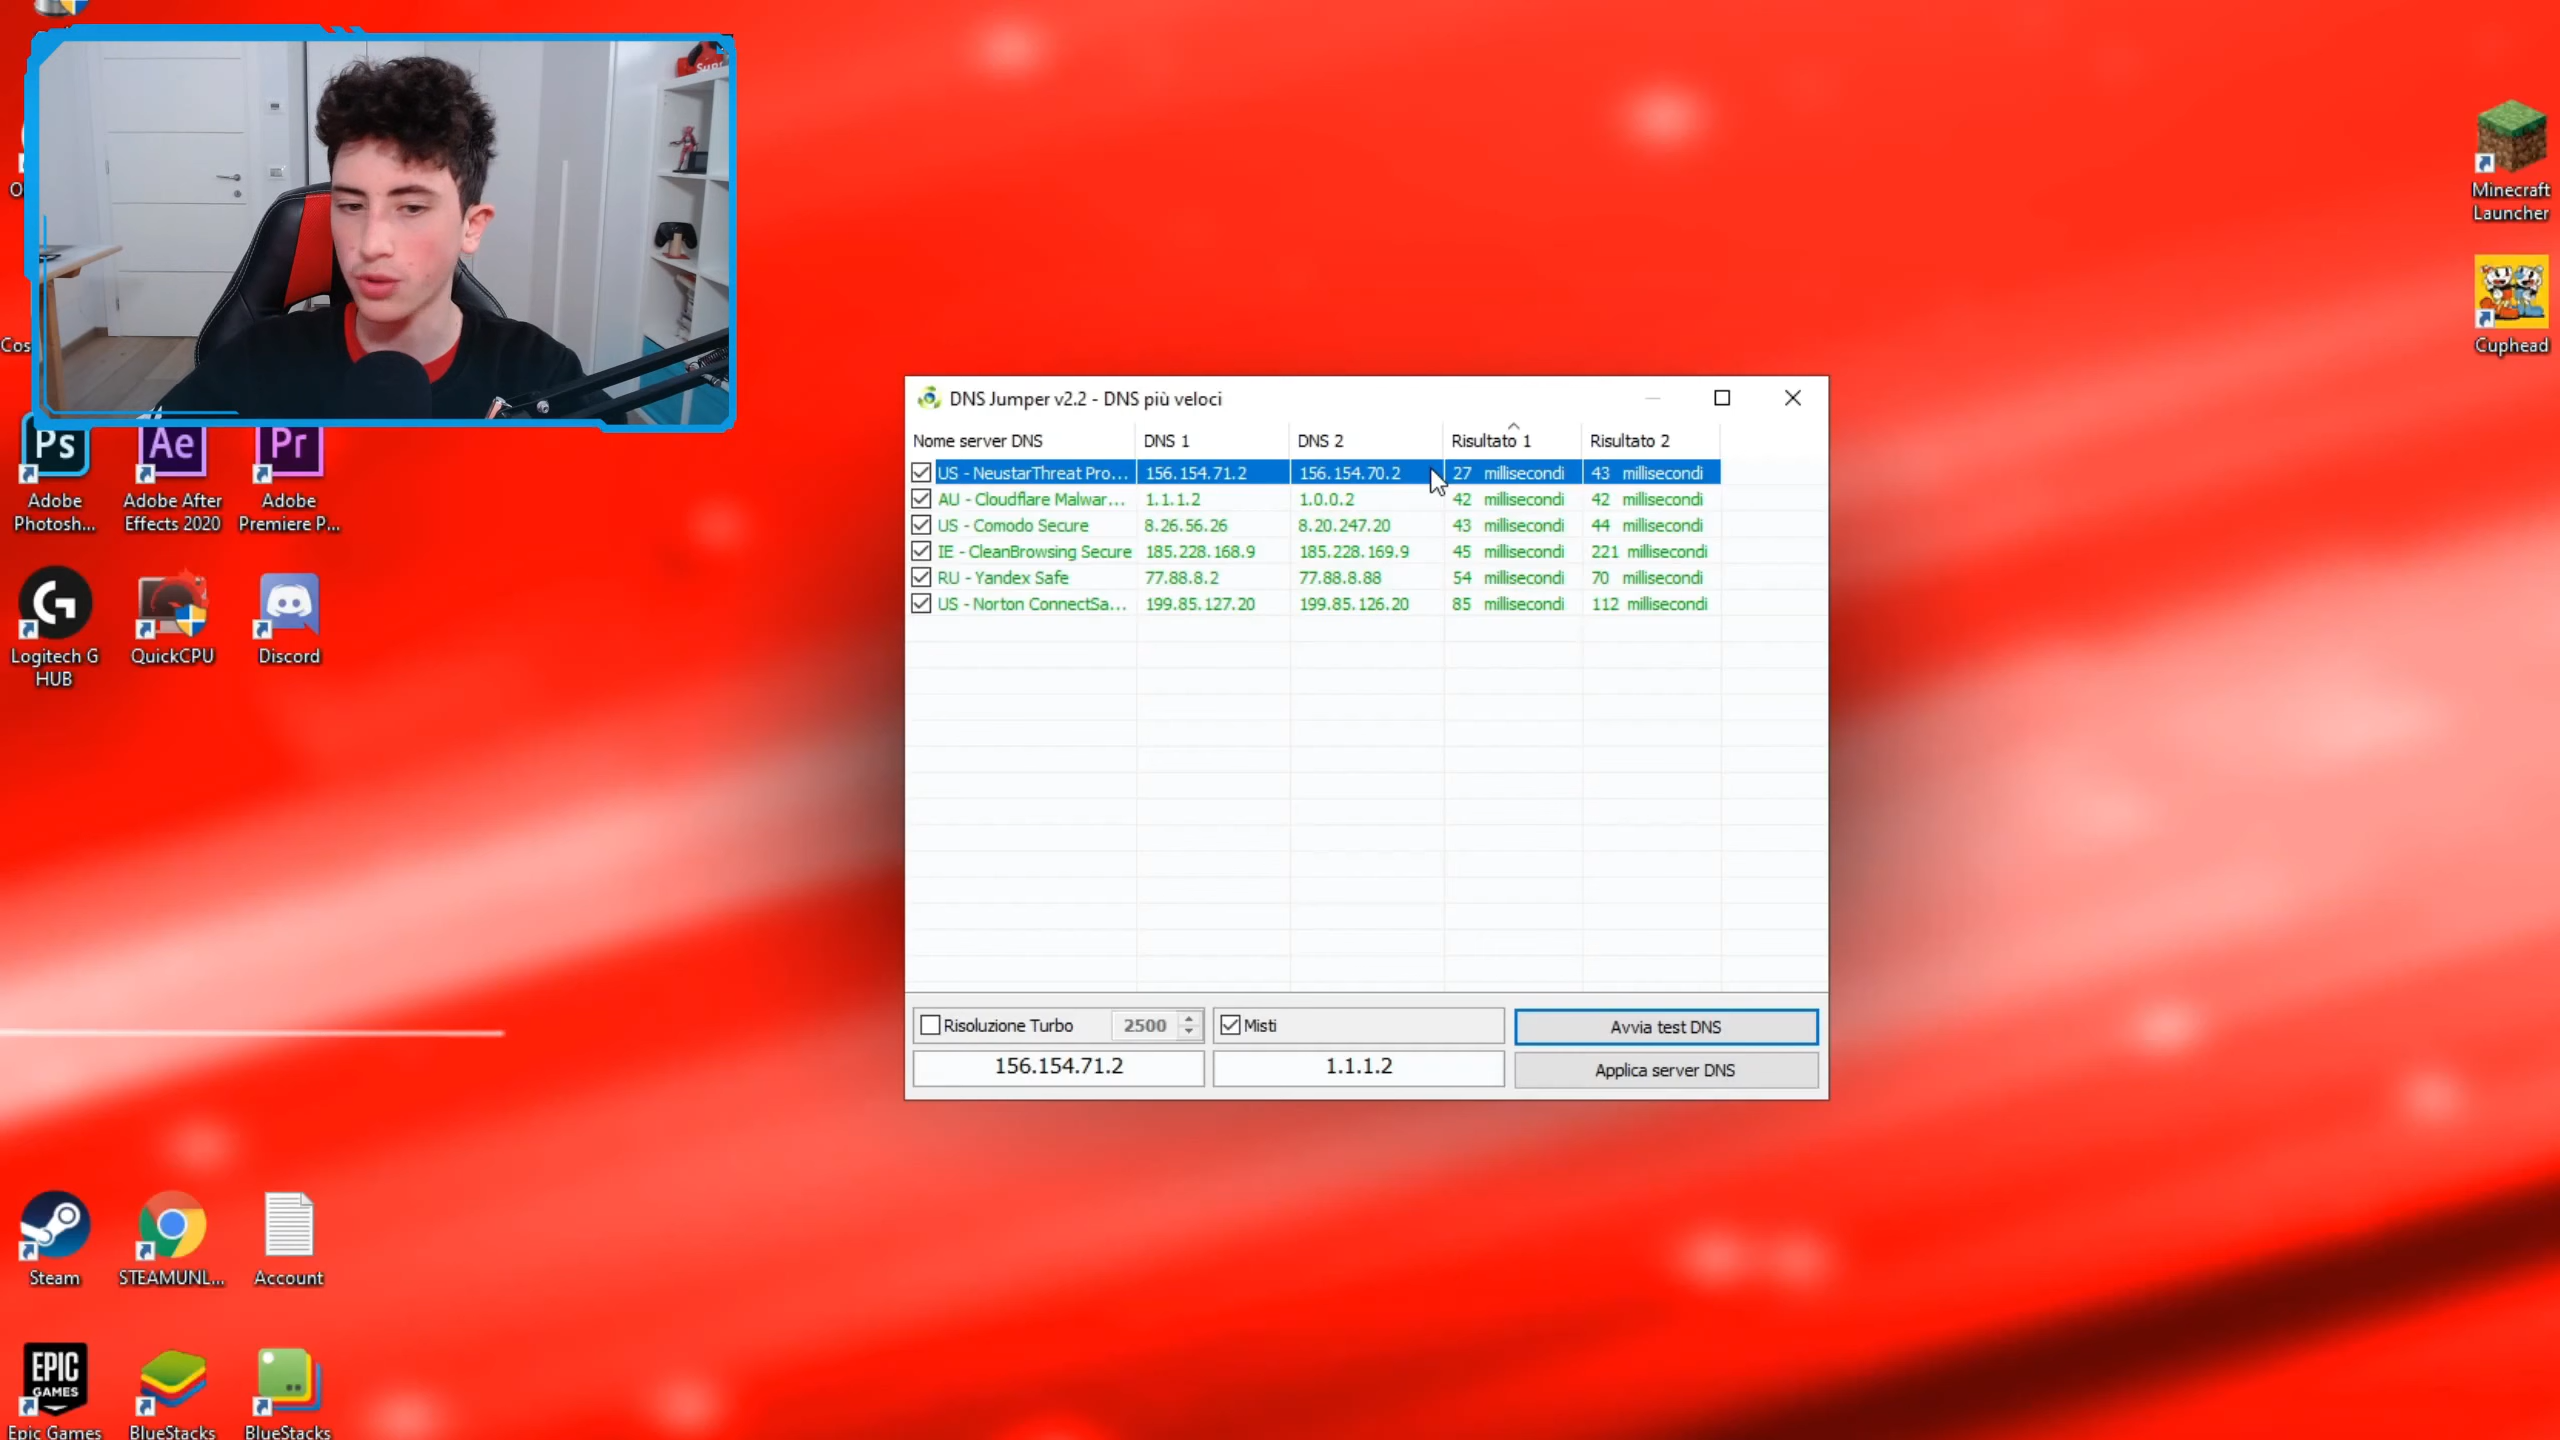 Supr
O
Cos
Ps
Ae
Pr
Adobe
Photosh...
Adobe After
Effects 2020
Adobe
Premiere P...
Logitech G
HUB
QuickCPU
Discord
Minecraft
Launcher
Cuphead
DNS Jumper v2.2 - DNS più veloci
Nome server DNS DNS 1 DNS 2 Risultato 1 Risultato 2
US - NeustarThreat Pro... 156.154.71.2 156.154.70.2 27 millisecondi 43 millisecondi
AU - Cloudflare Malwar... 1.1.1.2 1.0.0.2 42 millisecondi 42 millisecondi
US - Comodo Secure 8.26.56.26 8.20.247.20 43 millisecondi 44 millisecondi
IE - CleanBrowsing Secure 185.228.168.9 185.228.169.9 45 millisecondi 221 millisecondi
RU - Yandex Safe 77.88.8.2 77.88.8.88 54 millisecondi 70 millisecondi
US - Norton ConnectSa... 199.85.127.20 199.85.126.20 85 millisecondi 112 millisecondi
Risoluzione Turbo 2500 Misti Avvia test DNS
156.154.71.2 1.1.1.2 Applica server DNS
Steam
STEAMUNL...
Account
EPIC
GAMES
Epic Games
BlueStacks
BlueStacks